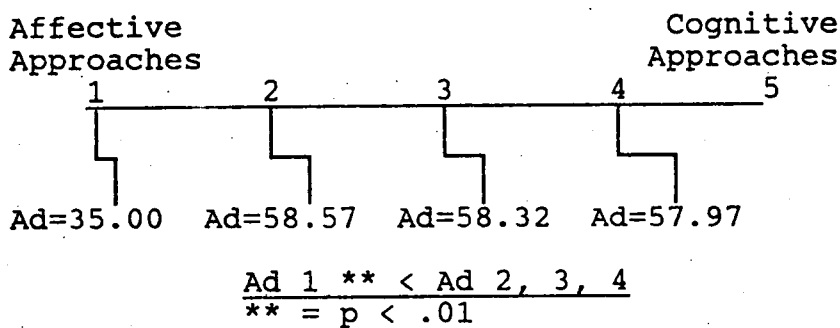 Affective Cognitive
Approaches Approaches
1 2 3 4 5
Ad=35.00 Ad=58.57 Ad=58.32 Ad=57.97
Ad 1 ** < Ad 2, 3, 4
** = p < .01